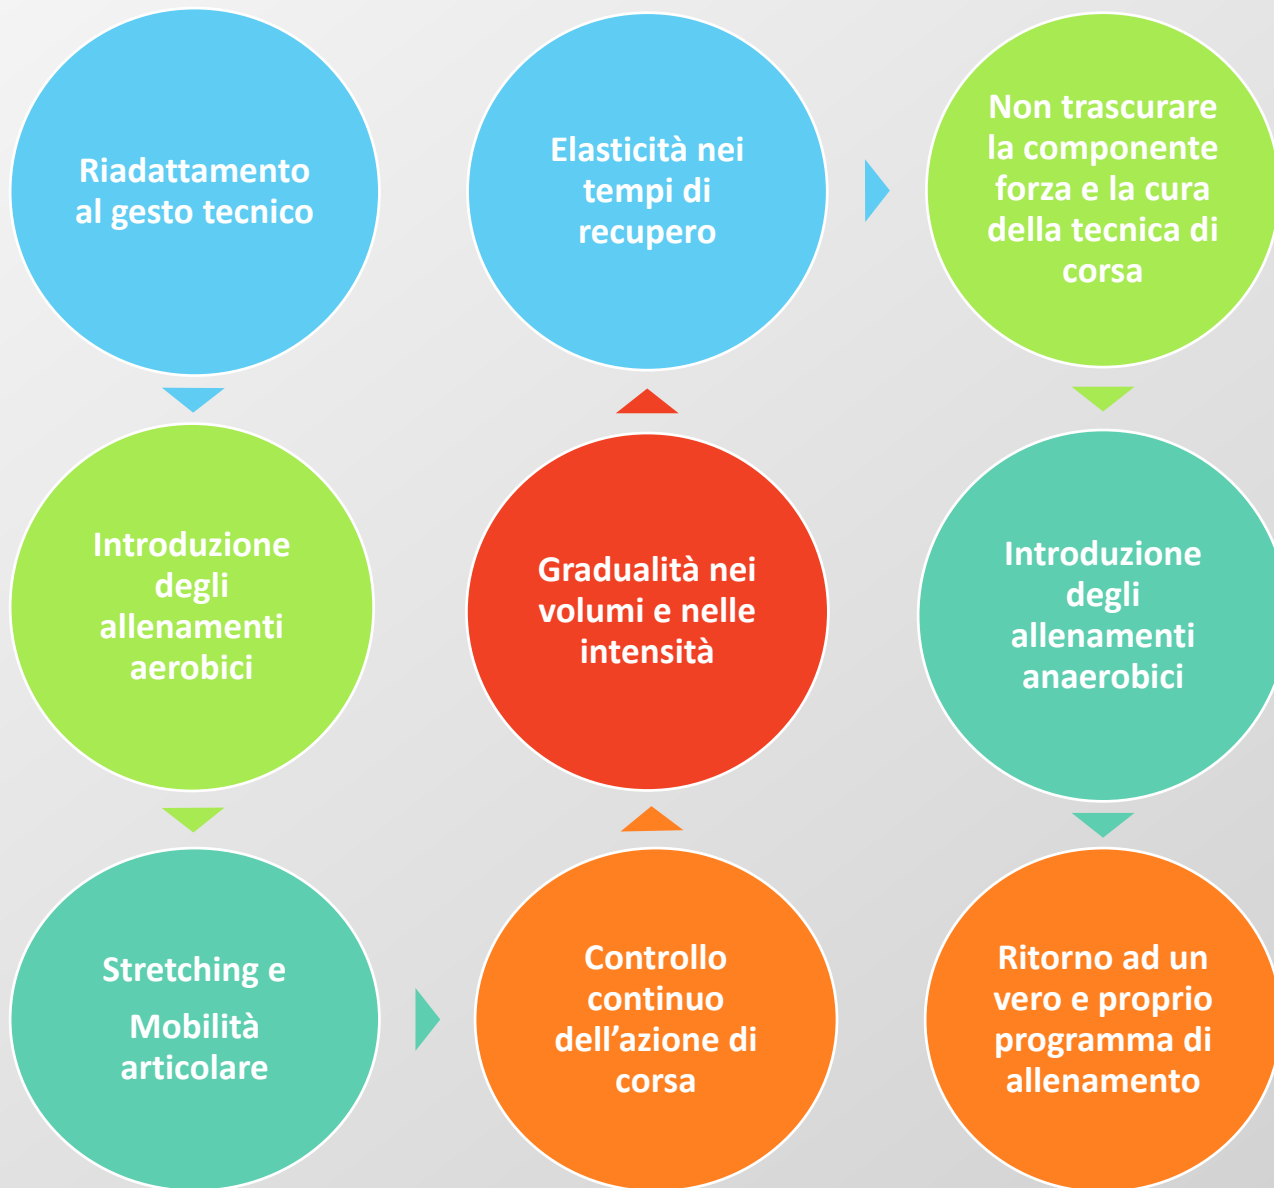 Riadattamento
al gesto tecnico
Introduzione
degli
allenamenti
aerobici
Stretching e
Mobilità
articolare
Controllo
continuo
dell’azione di
corsa
Gradualità nei
volumi e nelle
intensità
Elasticità nei
tempi di
recupero
Non trascurare
la componente
forza e la cura
della tecnica di
corsa
Introduzione
degli
allenamenti
anaerobici
Ritorno ad un
vero e proprio
programma di
allenamento